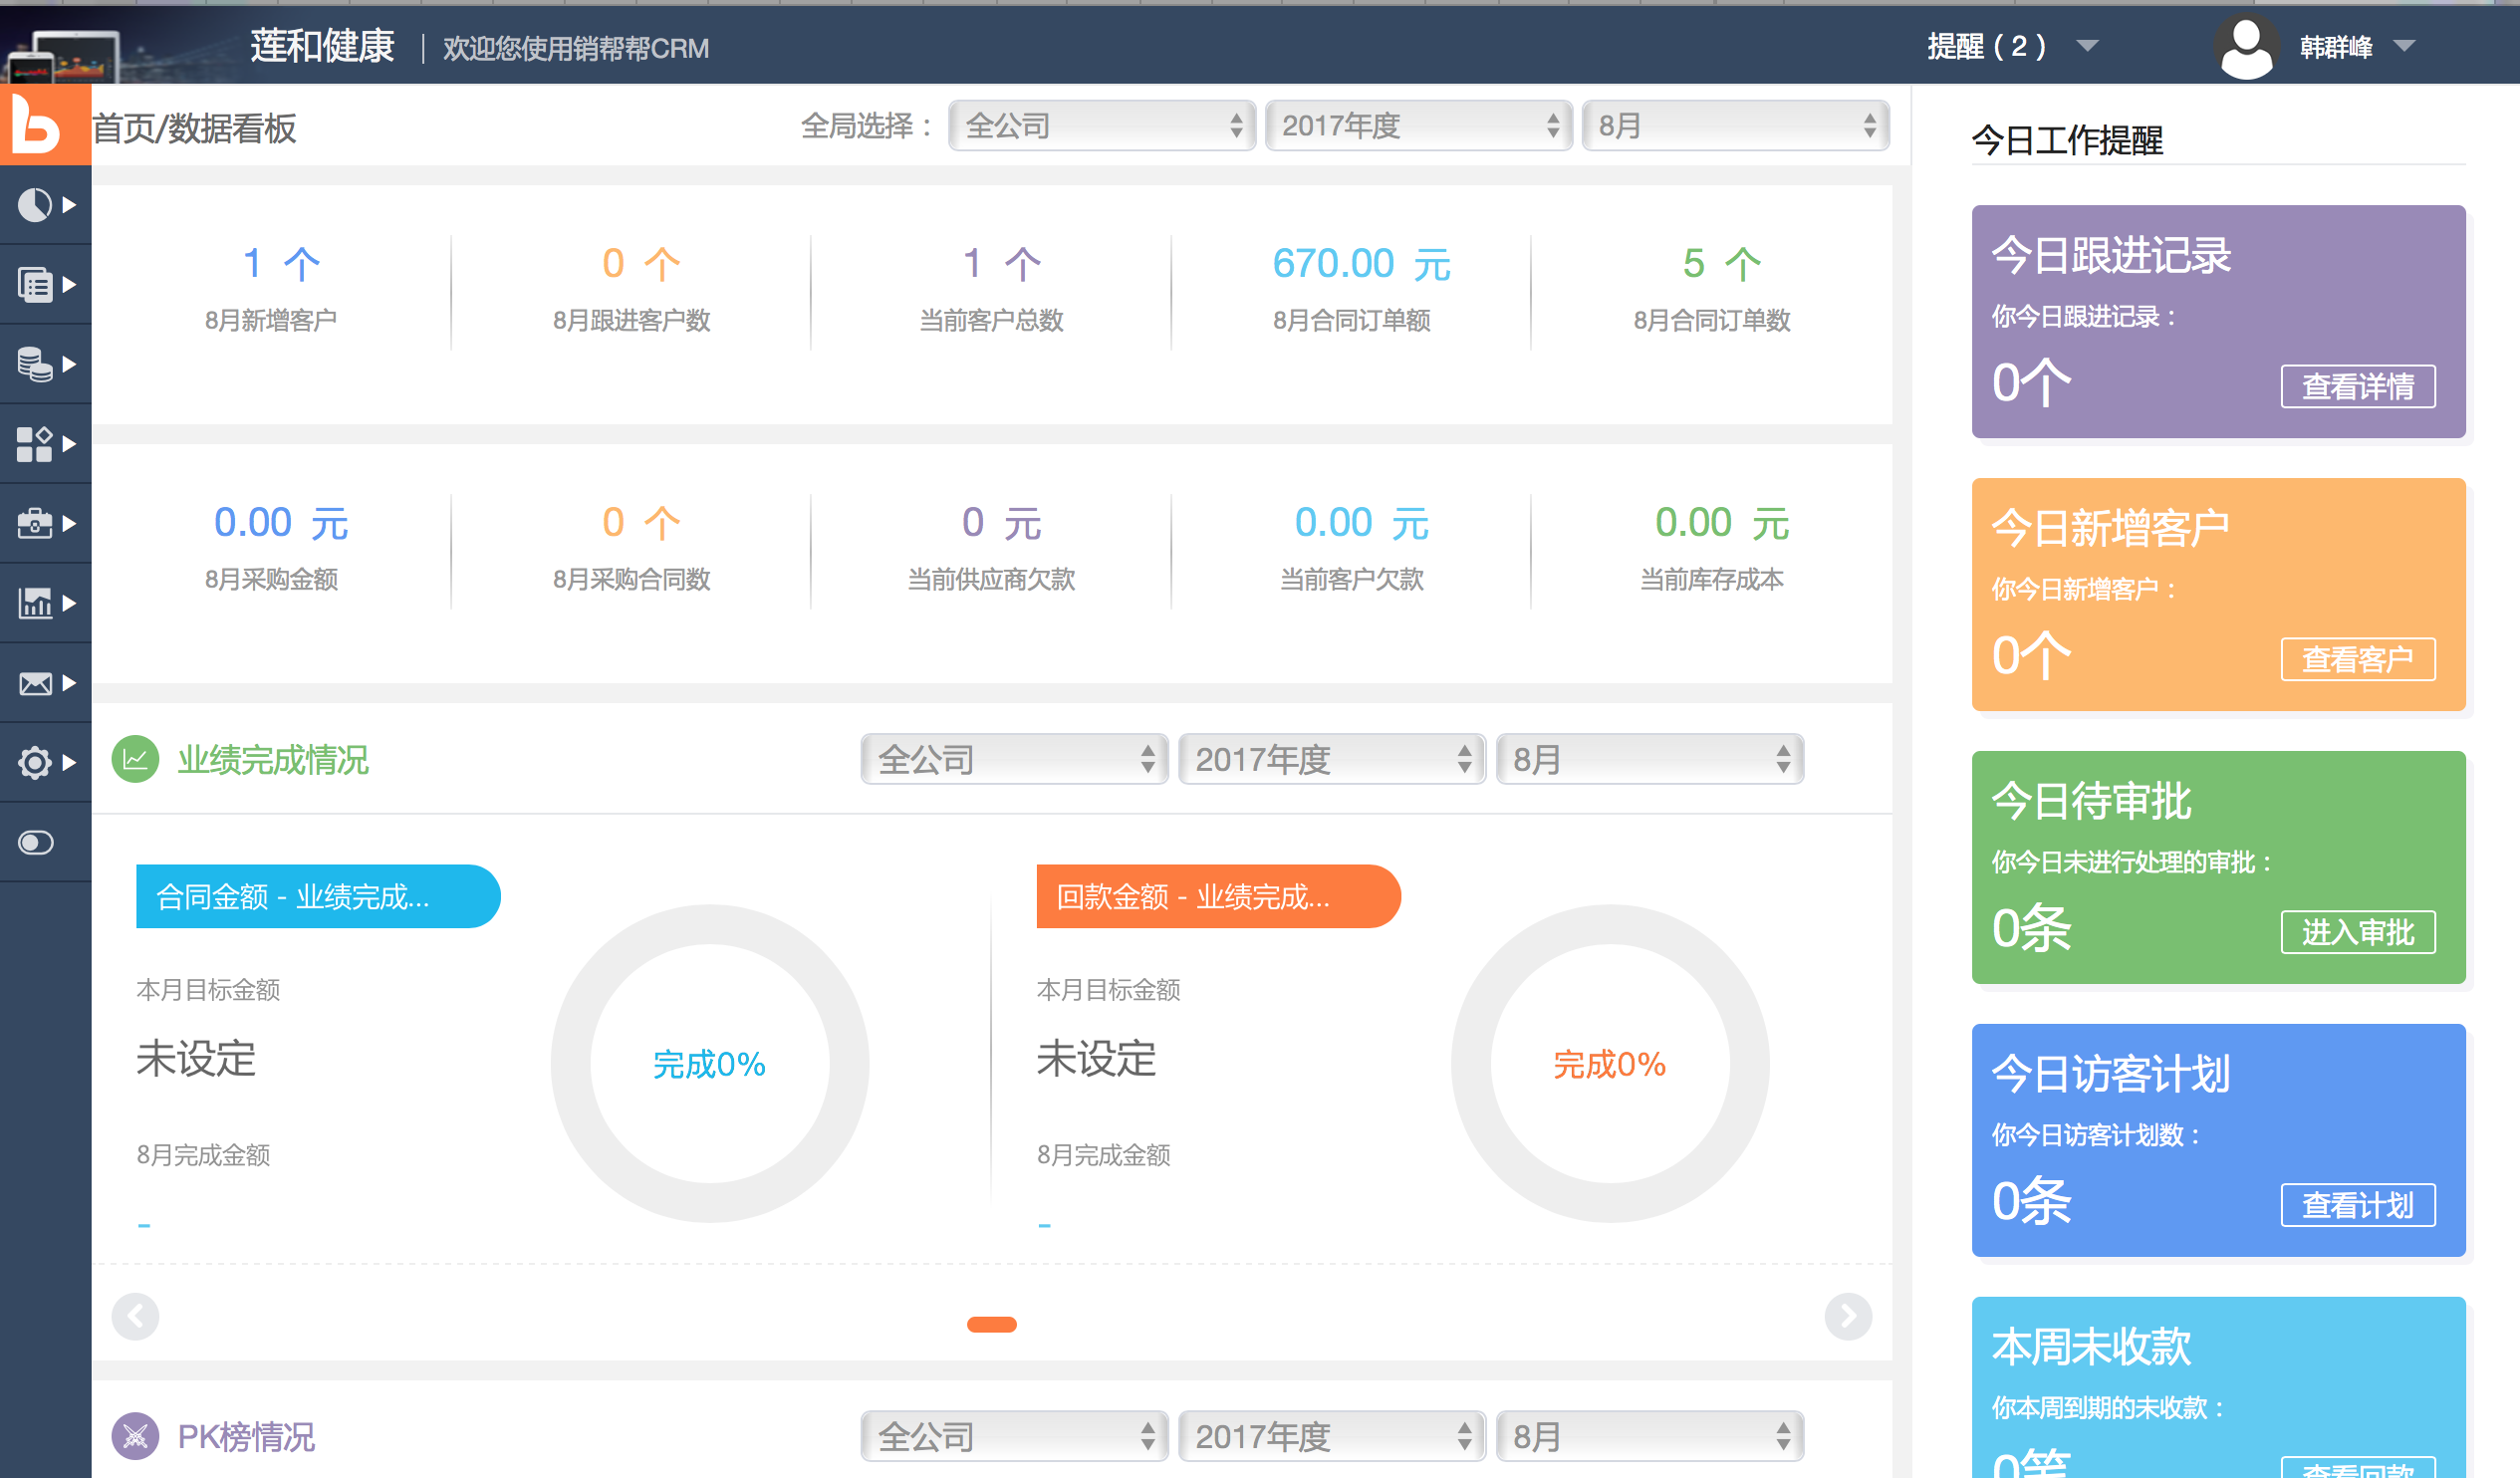 莲和健康 | 欢迎您使用销帮帮CRM
提醒 ( 2 )
韩群峰
首页/数据看板
全局选择：
全公司
2017年度
8月
1 个
8月新增客户
0 个
8月跟进客户数
1 个
当前客户总数
670.00 元
8月合同订单额
5 个
8月合同订单数
0.00 元
8月采购金额
0 个
8月采购合同数
0 元
当前供应商欠款
0.00 元
当前客户欠款
0.00 元
当前库存成本
业绩完成情况
全公司
2017年度
8月
合同金额 - 业绩完成...
本月目标金额
未设定
8月完成金额
-
完成0%
回款金额 - 业绩完成...
本月目标金额
未设定
8月完成金额
-
完成0%
PK榜情况
全公司
2017年度
8月
今日工作提醒
今日跟进记录
你今日跟进记录：
0个
查看详情
今日新增客户
你今日新增客户：
0个
查看客户
今日待审批
你今日未进行处理的审批：
0条
进入审批
今日访客计划
你今日访客计划数：
0条
查看计划
本周未收款
你本周到期的未收款：
0笔
查看回款